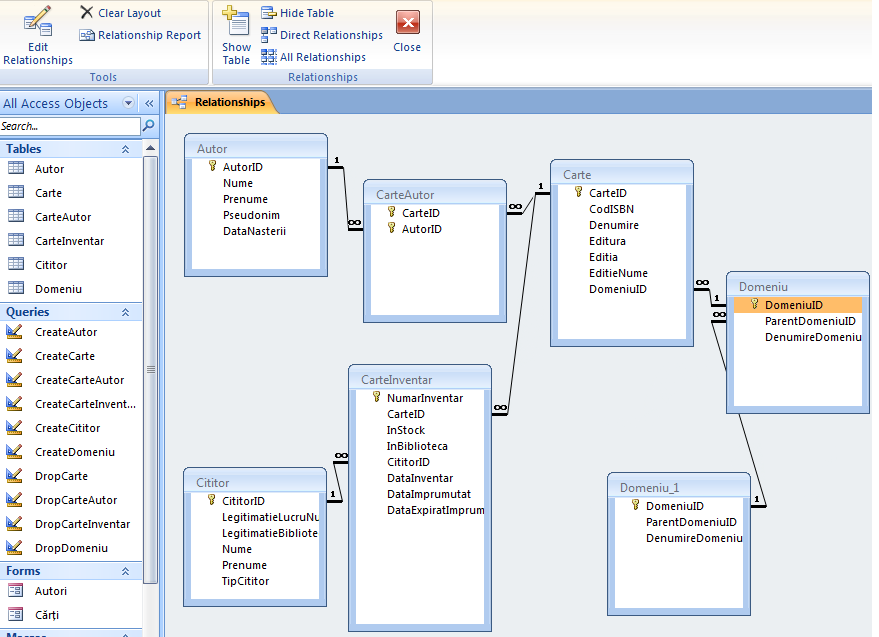 Edit
Relationships
Clear Layout
Relationship Report
Tools
Show
Table
Hide Table
Direct Relationships
All Relationships
Close
Relationships
All Access Objects
Search...
Tables
Autor
Carte
CarteAutor
CarteInventar
Cititor
Domeniu
Queries
CreateAutor
CreateCarte
CreateCarteAutor
CreateCarteInvent...
CreateCititor
CreateDomeniu
DropCarte
DropCarteAutor
DropCarteInventar
DropDomeniu
Forms
Autori
Cărți
Relationships
Autor
AutorID
Nume
Prenume
Pseudonim
DataNasterii
1
∞
CarteAutor
CarteID
AutorID
∞
1
Carte
CarteID
CodISBN
Denumire
Editura
Editia
EditieNume
DomeniuID
∞
1
∞
Domeniu
DomeniuID
ParentDomeniuID
DenumireDomeniu
CarteInventar
NumarInventar
CarteID
InStock
InBiblioteca
CititorID
DataInventar
DataImprumutat
DataExpiratImprum
∞
∞
1
Cititor
CititorID
LegitimatieLucruNu
LegitimatieBibliote
Nume
Prenume
TipCititor
Domeniu_1
DomeniuID
ParentDomeniuID
DenumireDomeniu
1